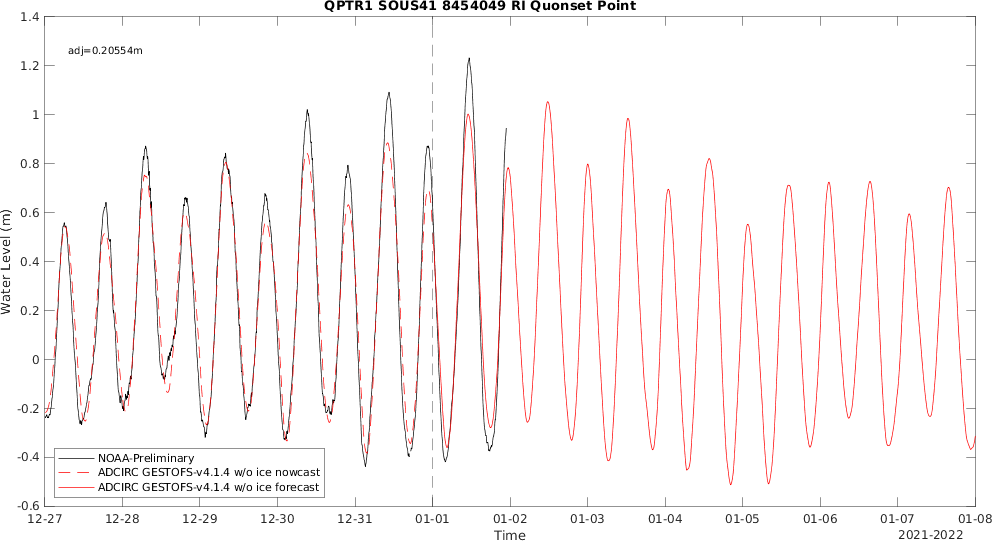 QPTR1 SOUS41 8454049 RI Quonset Point
1.4
1.2
1
0.8
0.6
0.4
0.2
0
-0.2
-0.4
-0.6
Water Level (m)
adj=0.20554m
NOAA-Preliminary
ADCIRC GESTOFS-v4.1.4 w/o ice nowcast
ADCIRC GESTOFS-v4.1.4 w/o ice forecast
12-27 12-28 12-29 12-30 12-31 01-01 01-02 01-03 01-04 01-05 01-06 01-07 01-08
Time
2021-2022